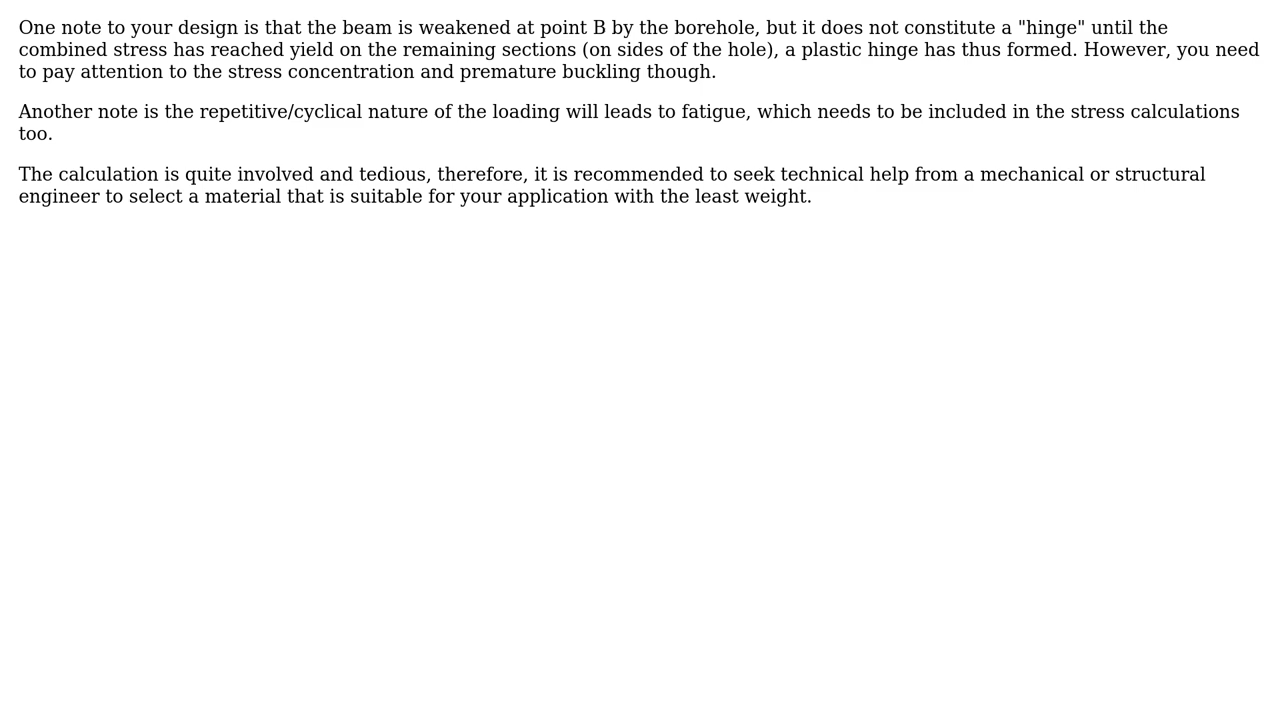 One note to your design is that the beam is weakened at point B by the borehole, but it does not constitute a "hinge" until the
combined stress has reached yield on the remaining sections (on sides of the hole), a plastic hinge has thus formed. However, you need
to pay attention to the stress concentration and premature buckling though.
Another note is the repetitive/cyclical nature of the loading will leads to fatigue, which needs to be included in the stress calculations
too.
The calculation is quite involved and tedious, therefore, it is recommended to seek technical help from a mechanical or structural
engineer to select a material that is suitable for your application with the least weight.